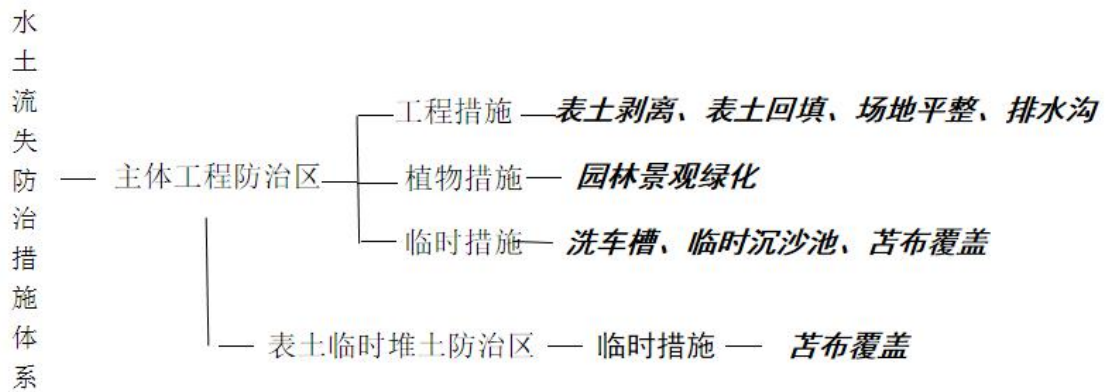 水土流失防治措施体系
主体工程防治区
工程措施 表土剥离、表土回填、场地平整、排水沟
植物措施 园林景观绿化
临时措施 洗车槽、临时沉沙池、苫布覆盖
表土临时堆土防治区 临时措施 苫布覆盖